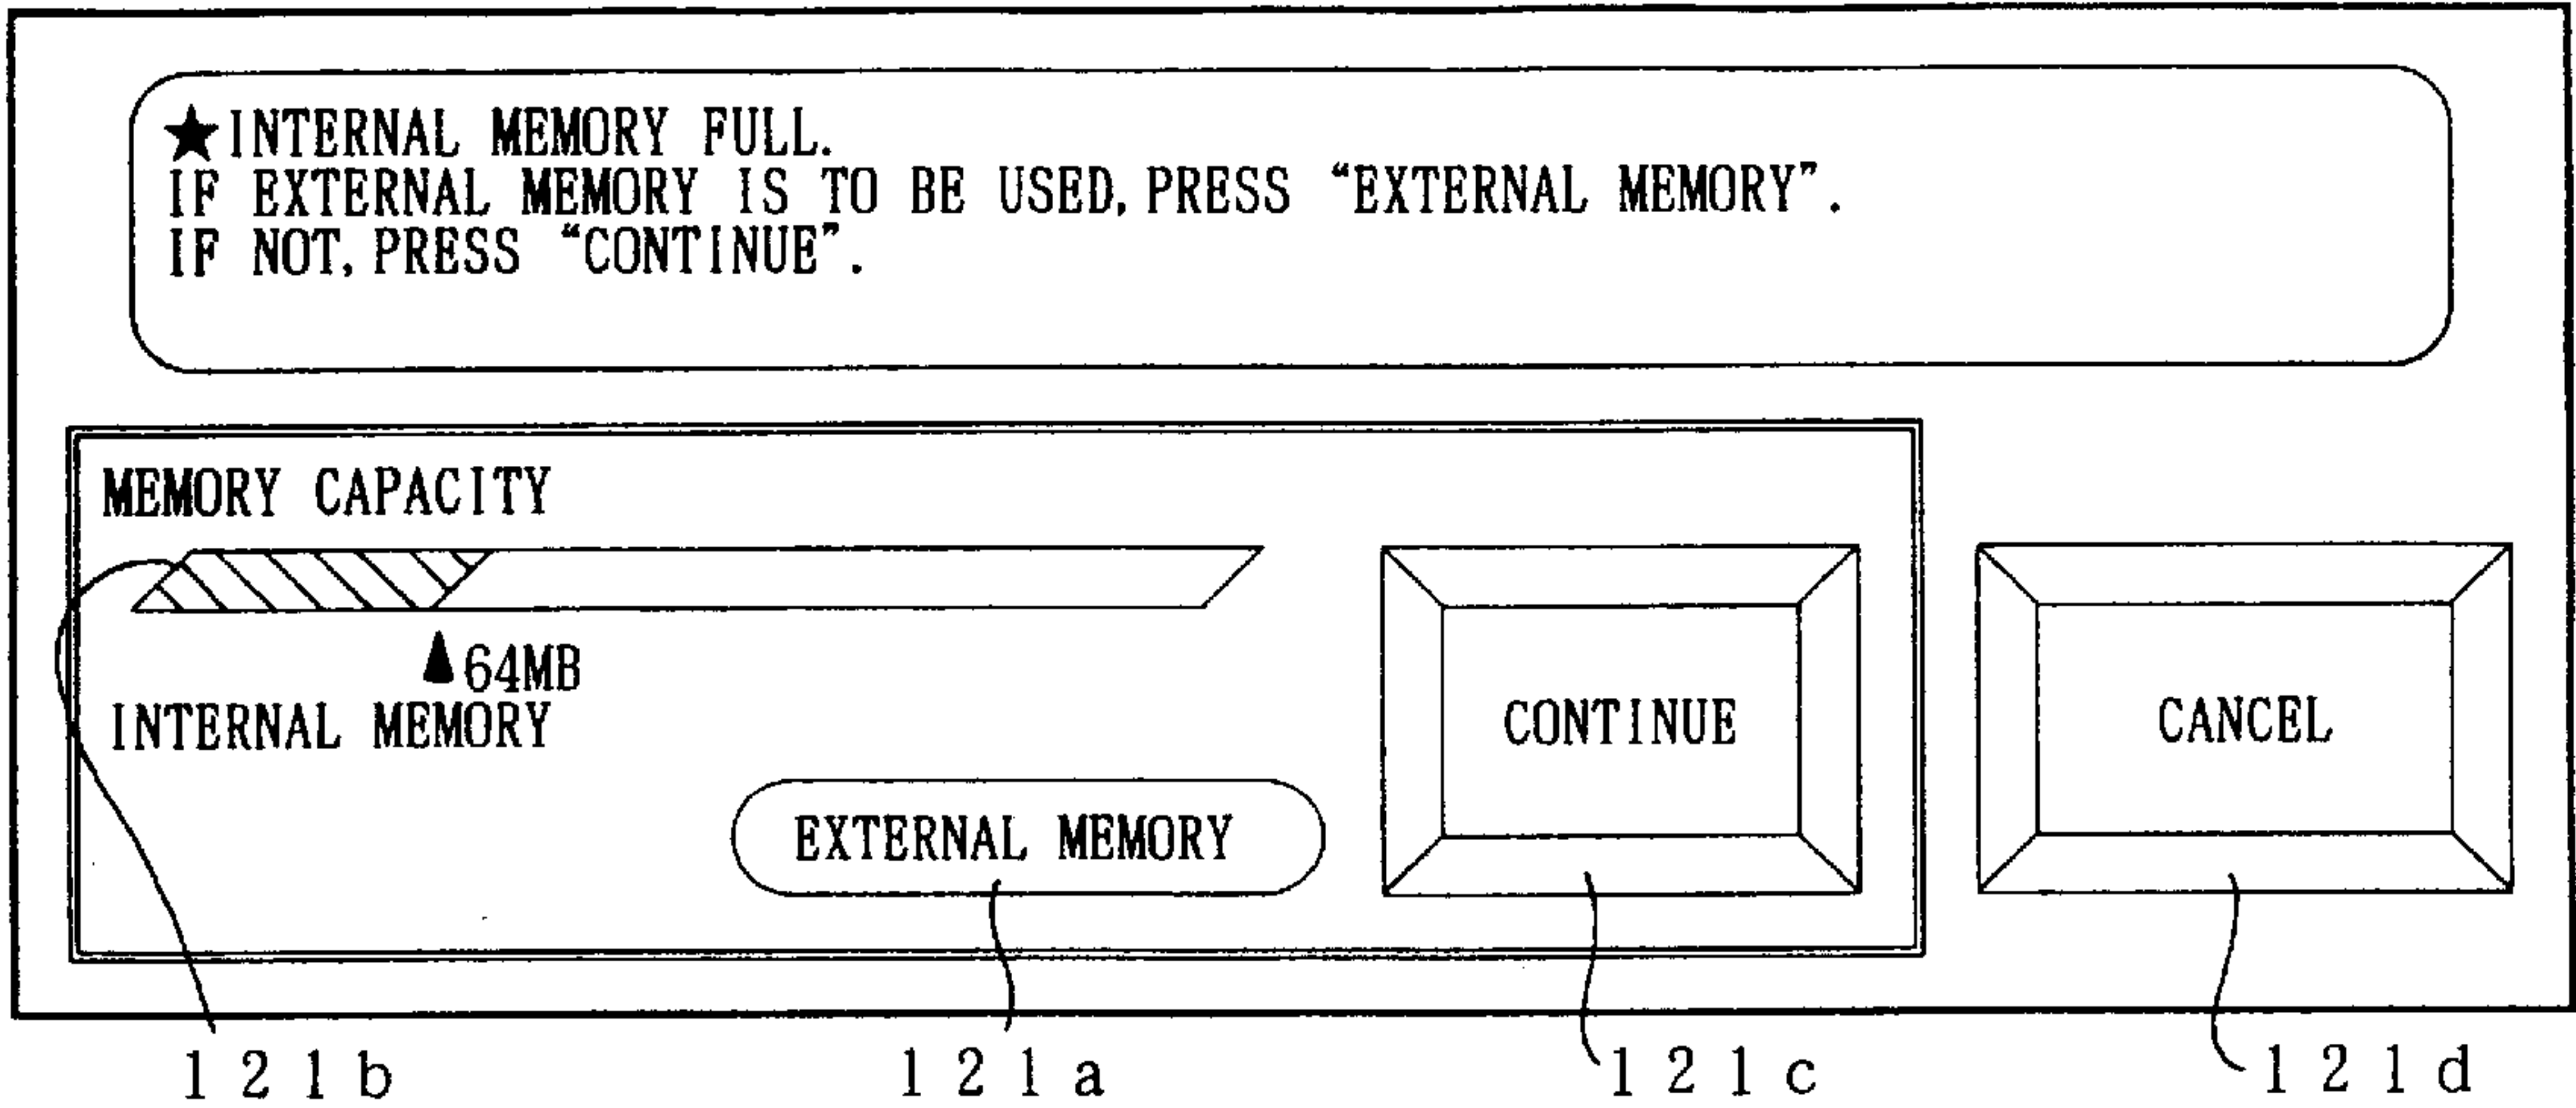 ★INTERNAL MEMORY FULL.
IF EXTERNAL MEMORY IS TO BE USED, PRESS “EXTERNAL MEMORY”.
IF NOT, PRESS “CONTINUE”.
MEMORY CAPACITY
▲64MB
INTERNAL MEMORY
EXTERNAL MEMORY
CONTINUE
CANCEL
121b
121a
121c
121d